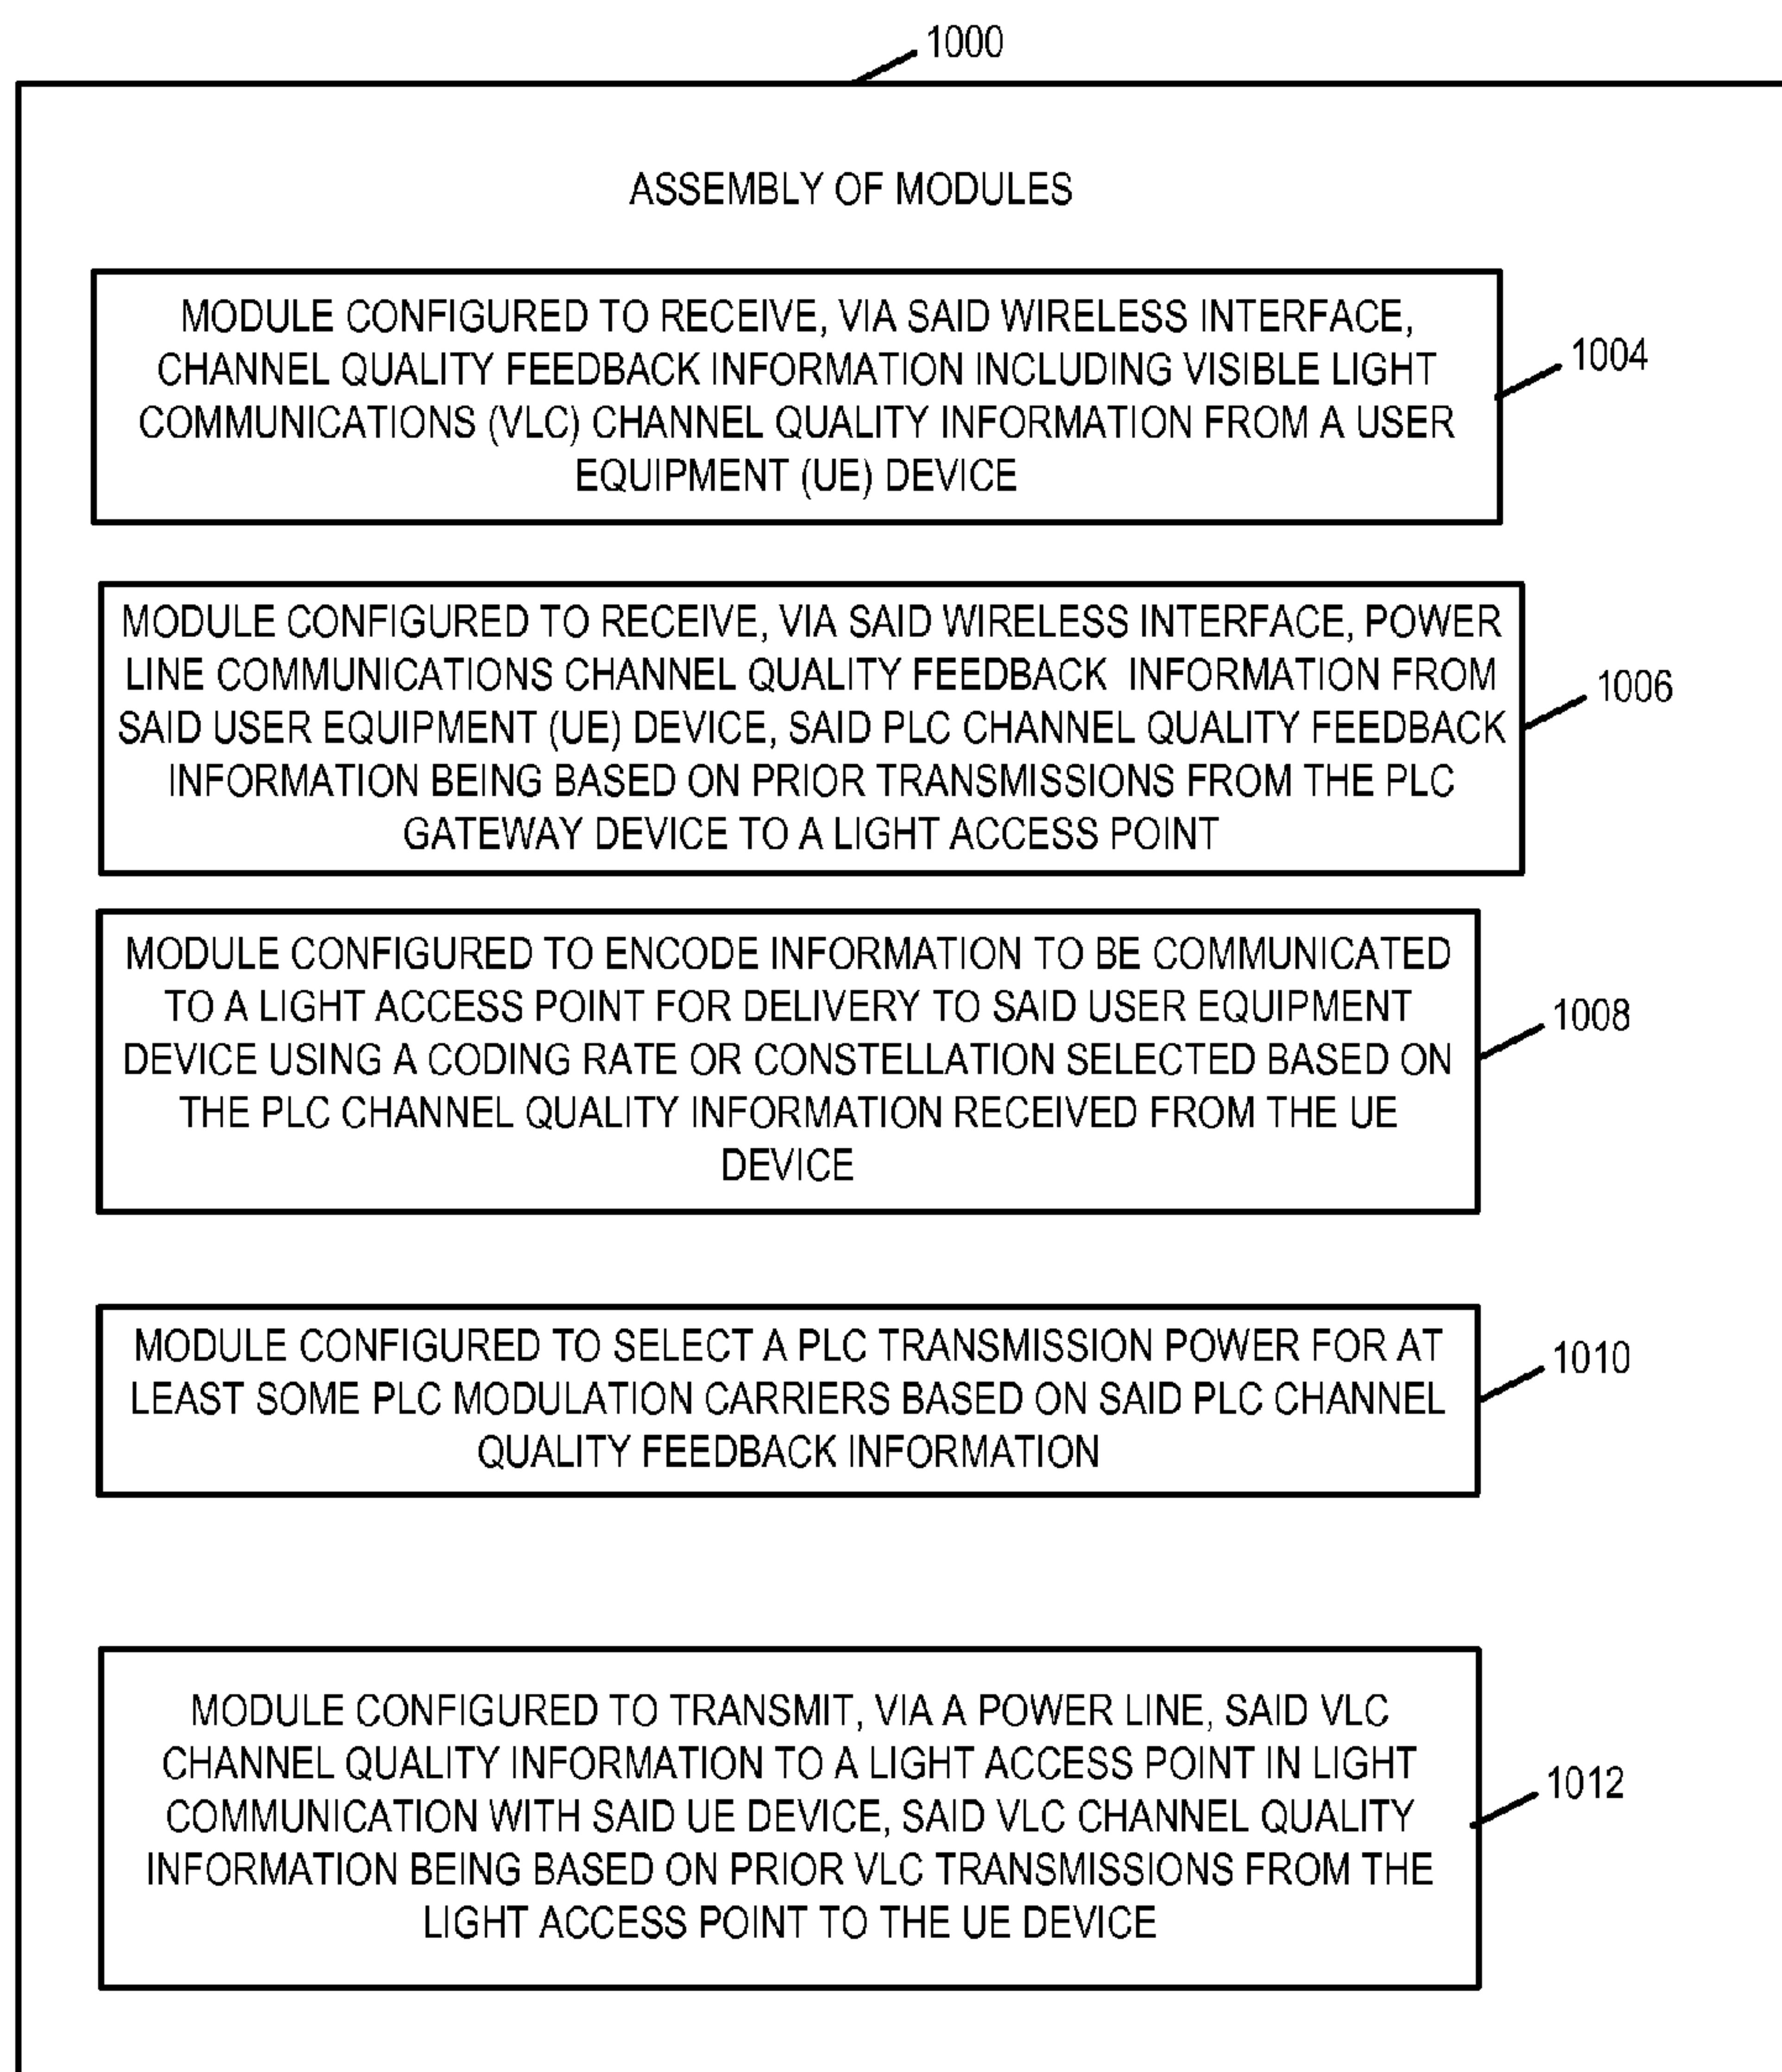 1000
ASSEMBLY OF MODULES
MODULE CONFIGURED TO RECEIVE, VIA SAID WIRELESS INTERFACE,
CHANNEL QUALITY FEEDBACK INFORMATION INCLUDING VISIBLE LIGHT
COMMUNICATIONS (VLC) CHANNEL QUALITY INFORMATION FROM A USER
EQUIPMENT (UE) DEVICE
1004
MODULE CONFIGURED TO RECEIVE, VIA SAID WIRELESS INTERFACE, POWER
LINE COMMUNICATIONS CHANNEL QUALITY FEEDBACK INFORMATION FROM
SAID USER EQUIPMENT (UE) DEVICE, SAID PLC CHANNEL QUALITY FEEDBACK
INFORMATION BEING BASED ON PRIOR TRANSMISSIONS FROM THE PLC
GATEWAY DEVICE TO A LIGHT ACCESS POINT
1006
MODULE CONFIGURED TO ENCODE INFORMATION TO BE COMMUNICATED
TO A LIGHT ACCESS POINT FOR DELIVERY TO SAID USER EQUIPMENT
DEVICE USING A CODING RATE OR CONSTELLATION SELECTED BASED ON
THE PLC CHANNEL QUALITY INFORMATION RECEIVED FROM THE UE
DEVICE
1008
MODULE CONFIGURED TO SELECT A PLC TRANSMISSION POWER FOR AT
LEAST SOME PLC MODULATION CARRIERS BASED ON SAID PLC CHANNEL
QUALITY FEEDBACK INFORMATION
1010
MODULE CONFIGURED TO TRANSMIT, VIA A POWER LINE, SAID VLC
CHANNEL QUALITY INFORMATION TO A LIGHT ACCESS POINT IN LIGHT
COMMUNICATION WITH SAID UE DEVICE, SAID VLC CHANNEL QUALITY
INFORMATION BEING BASED ON PRIOR VLC TRANSMISSIONS FROM THE
LIGHT ACCESS POINT TO THE UE DEVICE
1012